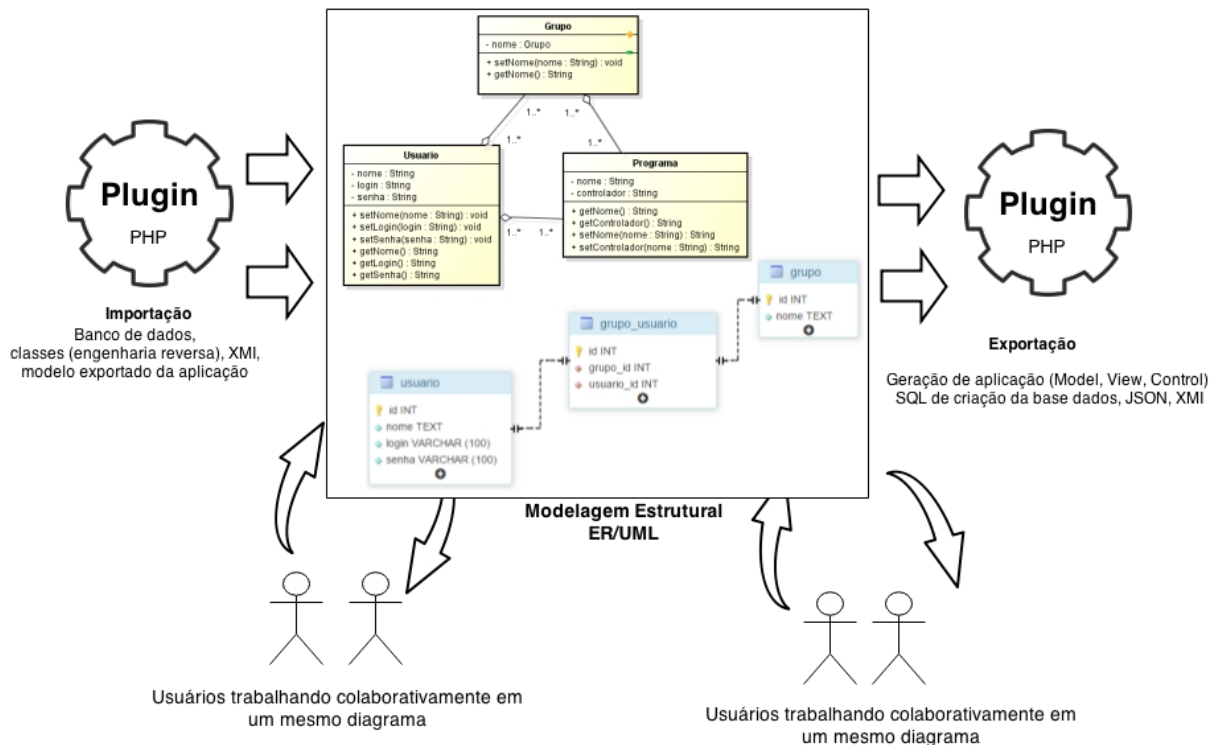 Grupo
- nome : Grupo
+ setNome(nome : String) : void
+ getNome() : String
1..*
1..*
1..*
1..*
Usuario
- nome : String
- login : String
- senha : String
+ setNome(nome : String) : void
+ setLogin(login : String) : void
+ setSenha(senha : String) : void
+ getNome() : String
+ getLogin() : String
+ getSenha() : String
1..*
1..*
Programa
- nome : String
- controlador : String
+ getNome() : String
+ getControlador() : String
+ setNome(nome : String) : String
+ setControlador(nome : String) : String
Plugin
PHP
Importação
Banco de dados,
classes (engenharia reversa), XMI,
modelo exportado da aplicação
grupo
id INT
nome TEXT
grupo_usuario
id INT
grupo_id INT
usuario_id INT
usuario
id INT
nome TEXT
login VARCHAR (100)
senha VARCHAR (100)
Plugin
PHP
Exportação
Geração de aplicação (Model, View, Control)
SQL de criação da base dados, JSON, XMI
Modelagem Estrutural
ER/UML
Usuários trabalhando colaborativamente em
um mesmo diagrama
Usuários trabalhando colaborativamente em
um mesmo diagrama